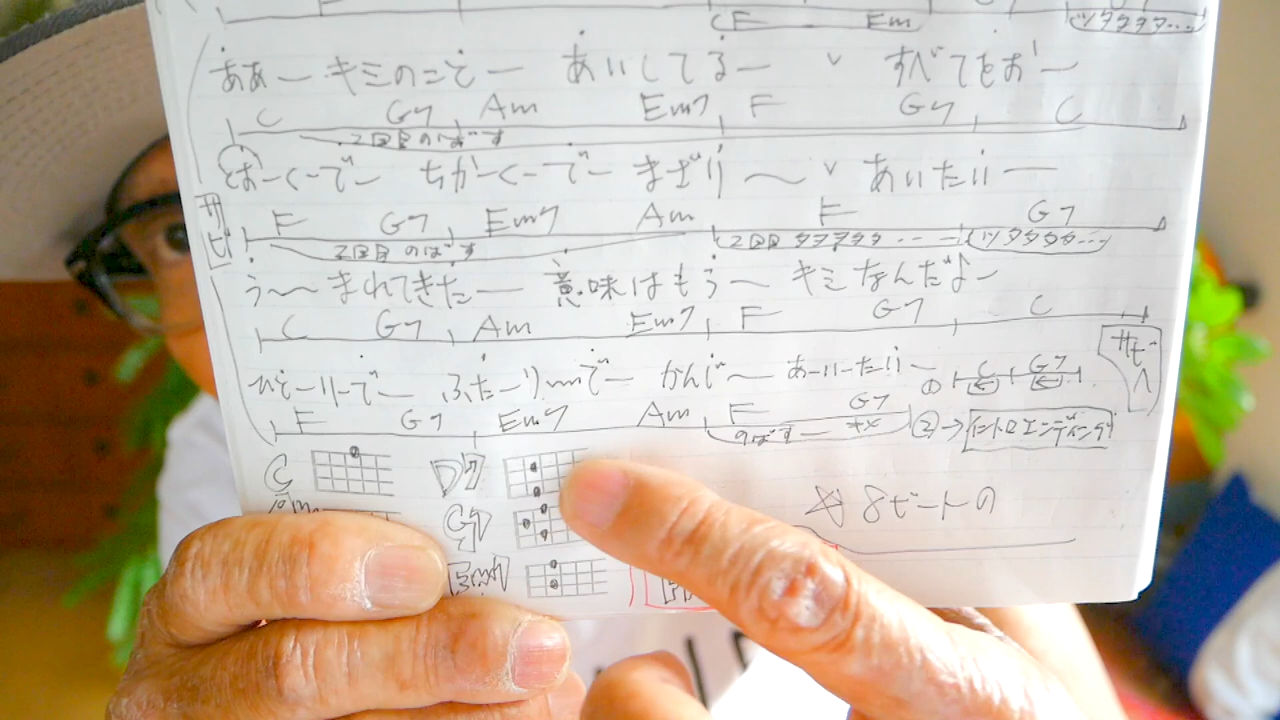 F Em ツタタタタ...
ああー キミのことー あいしてるー v すべてをおー
C G7 Am Em7 F G7 C
2回目のばす
とおーくーでー ちかーくーでー まざり〜 v あいたいー
サビ F G7 Em7 Am F G7
2回目のばす 2回目 タタタタタ... ツタタタタ...
う〜 まれてきたー 意味はもうー キミなんだよー
C G7 Am Em7 F G7 C
サビへ
ひとーりーでー ふたーり〜でー かんじ〜 あーいーたーいー ① C G7
F G7 Em7 Am F G7 のばすー ②→イントロエンディング
C D7
G7 8ビートの
Em7